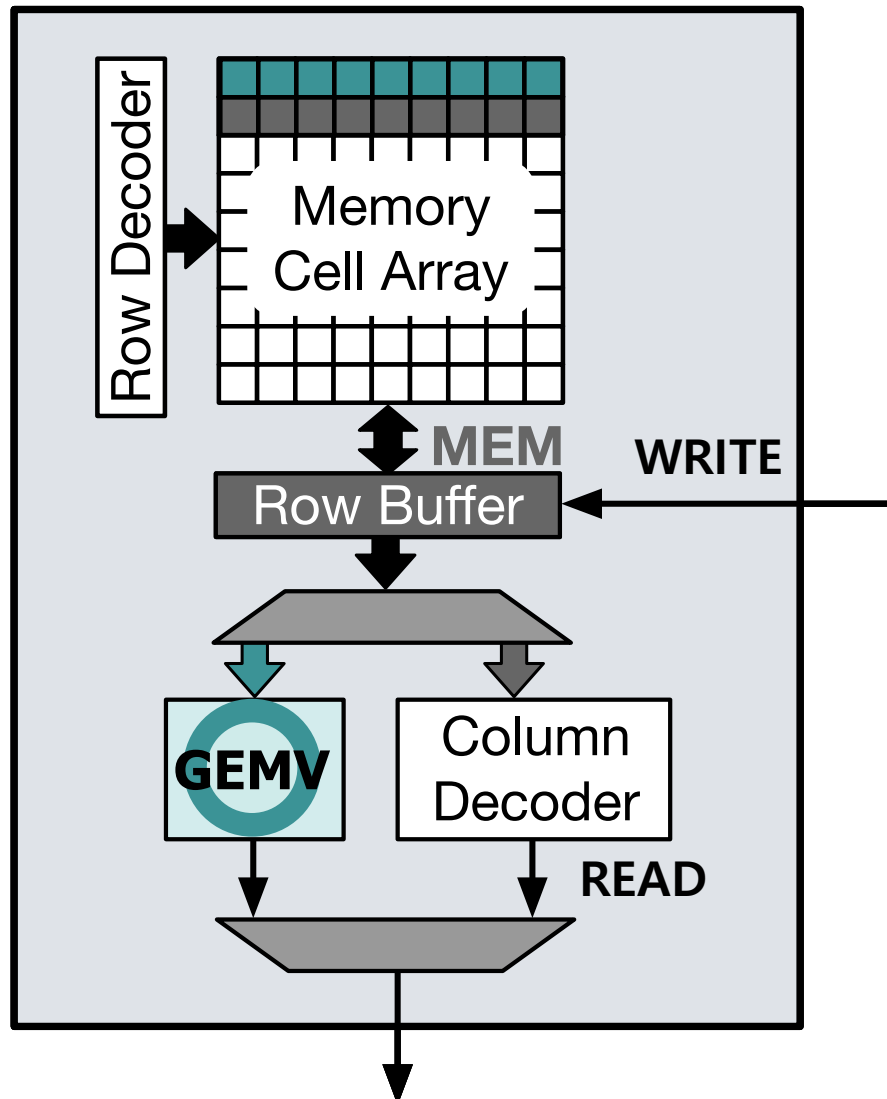 Row Decoder
Memory
Cell Array
MEM
WRITE
Row Buffer
GEMV
Column
Decoder
READ